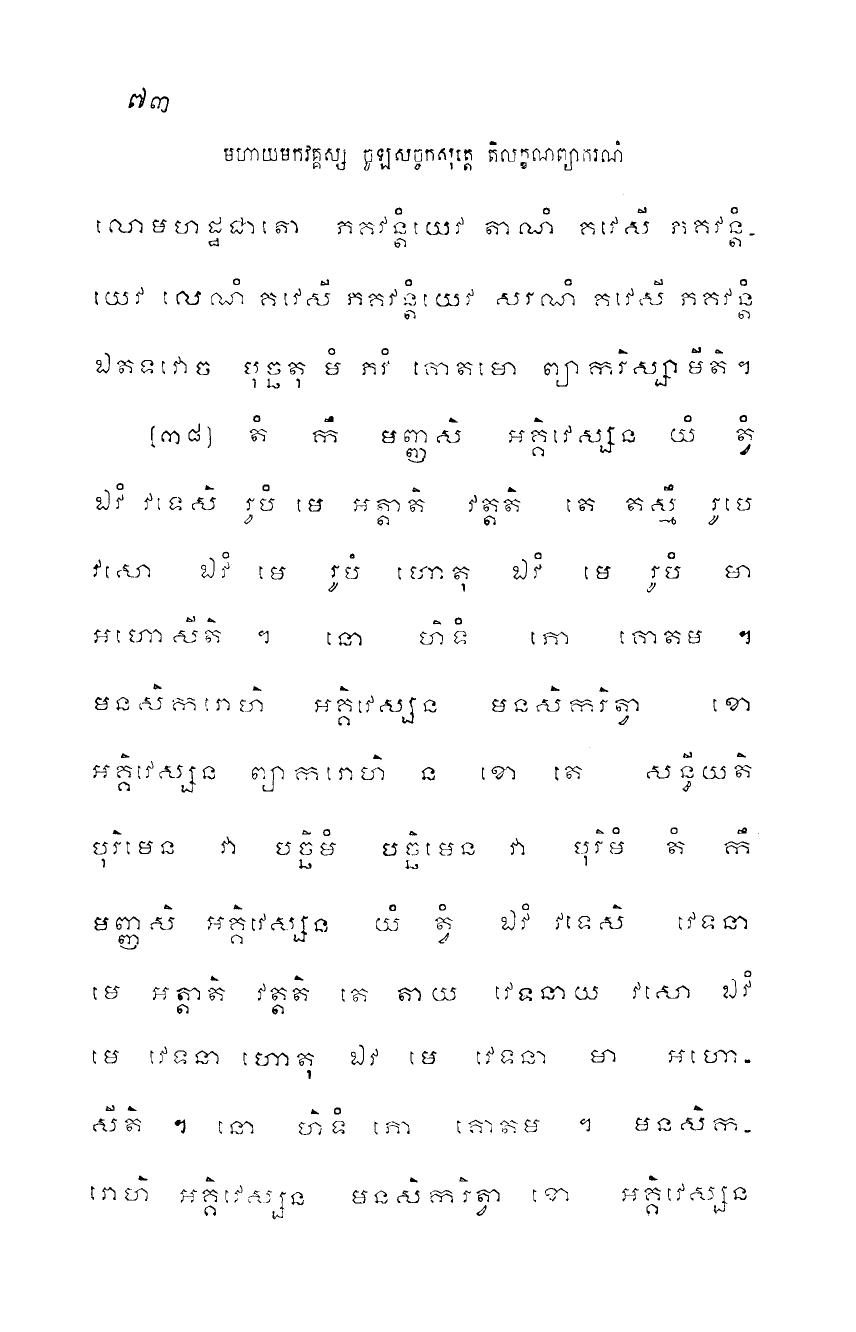 ៧៣
មហាយមកវគ្គស្ស ចូឡសច្ចកសុត្តេ តិលក្ខណព្យាករណំ
លោមហដ្ឋជាតោ ភគវន្តំយេវ តាណំ គវេសី ភគវន្តំ-
យេវ លេណំ គវេសី ភគវន្តំយេវ សរណំ គវេសី ភគវន្តំ
ឯតទវោច បុច្ឆតុ មំ ភវំ គោតមោ ព្យាករិស្សាមីតិ។
[៣៨] តំ កឹ មញ្ញសិ អគ្គិវេស្សន យំ ត្វំ
ឯវំ វទេសិ រូបំ មេ អត្តាតិ វត្តតិ តេ តស្មឹ រូបេ
វសោ ឯវំ មេ រូបំ ហោតុ ឯវំ មេ រូបំ មា
អហោសីតិ ។ នោ ហិទំ ភោ គោតម ។
មនសិករោហិ អគ្គិវេស្សន មនសិករិត្វា ខោ
អគ្គិវេស្សន ព្យាករោហិ ន ខោ តេ សន្ធីយតិ
បុរិមេន វា បច្ឆិមំ បច្ឆិមេន វា បុរិមំ តំ កឹ
មញ្ញសិ អគ្គិវេស្សន យំ ត្វំ ឯវំ វទេសិ វេទនា
មេ អត្តាតិ វត្តតិ តេ តាយ វេទនាយ វសោ ឯវំ
មេ វេទនា ហោតុ ឯវំ មេ វេទនា មា អហោ-
សីតិ ។ នោ ហិទំ ភោ គោតម ។ មនសិក-
រោហិ អគ្គិវេស្សន មនសិករិត្វា ខោ អគ្គិវេស្សន